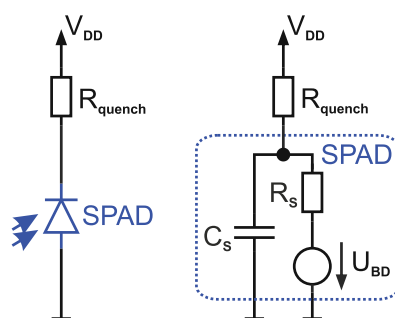 VDD
Rquench
SPAD
VDD
Rquench
SPAD
Rs
Cs
UBD